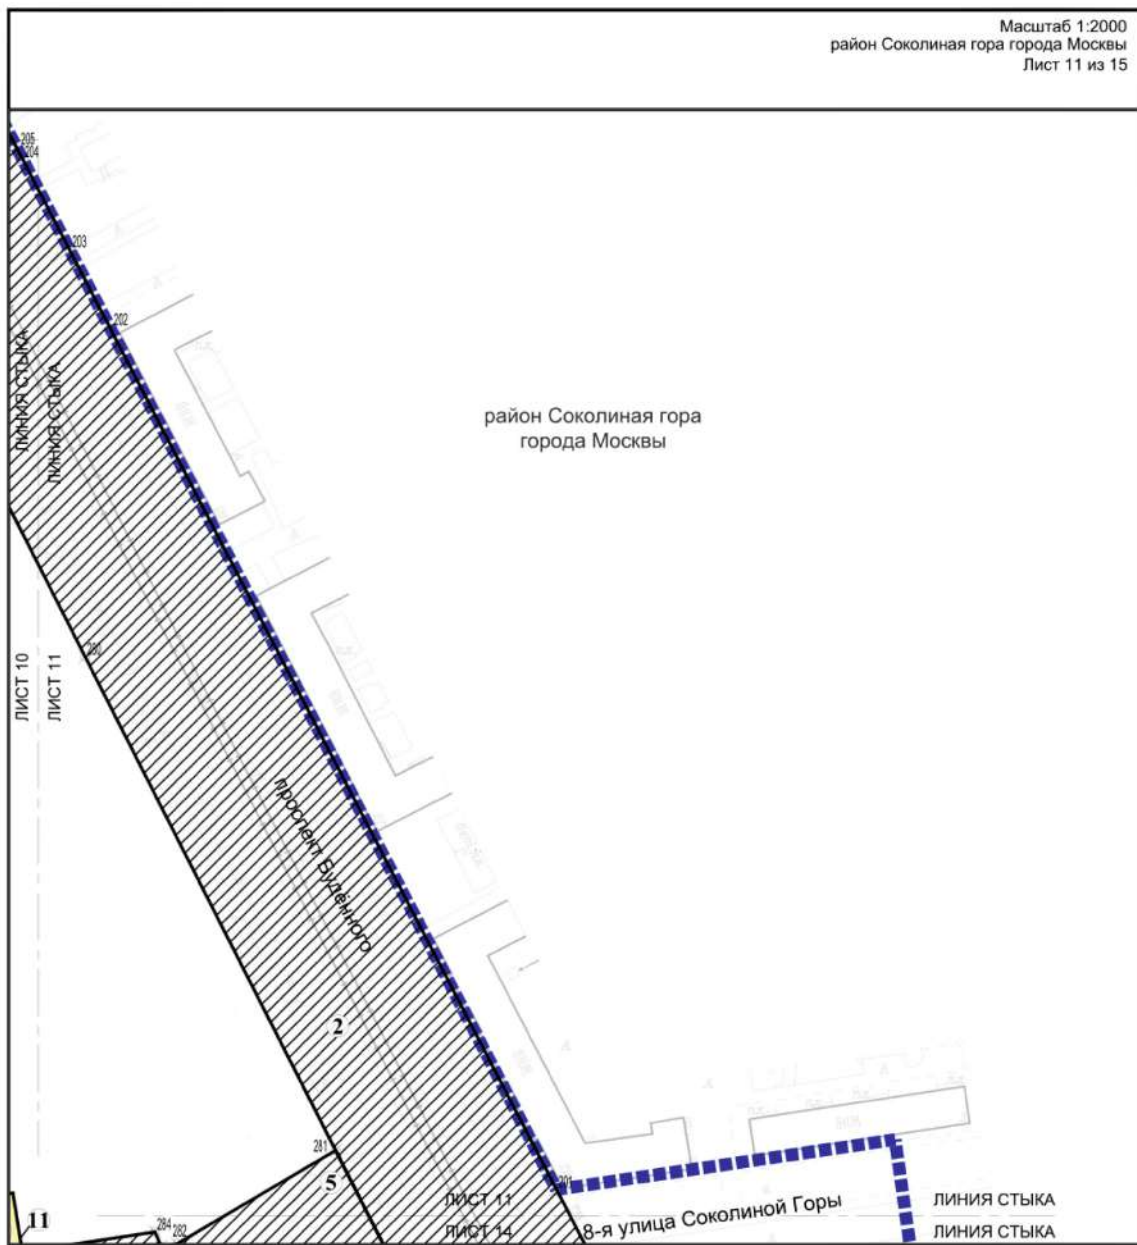 Масштаб 1:2000
район Соколиная гора города Москвы
Лист 11 из 15
295
204
203
202
ЛИНИЯ СТЫКА
ЛИНИЯ СТЫКА
район Соколиная гора
города Москвы
280
ЛИСТ 10
ЛИСТ 11
проспект Будённого
2
281
5
201
ЛИСТ 11
ЛИНИЯ СТЫКА
8-я улица Соколиной Горы
11
284
282
ЛИСТ 14
ЛИНИЯ СТЫКА